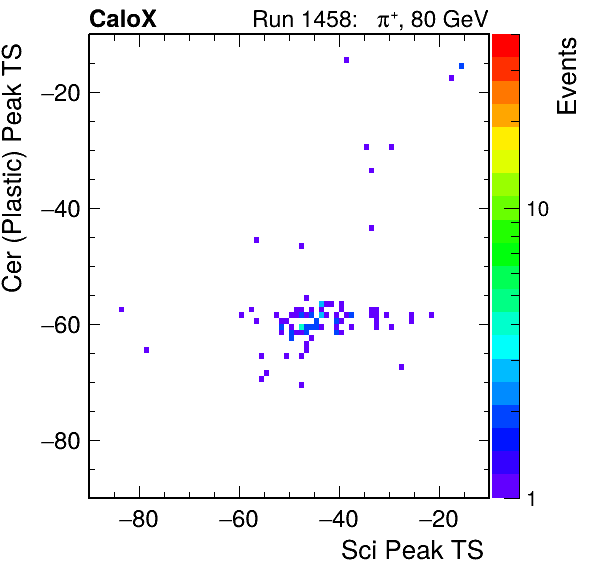 CaloX Run 1458: π⁺, 80 GeV
Cer (Plastic) Peak TS
−20
−40
−60
−80
−80 −60 −40 −20
Sci Peak TS
Events
10
1